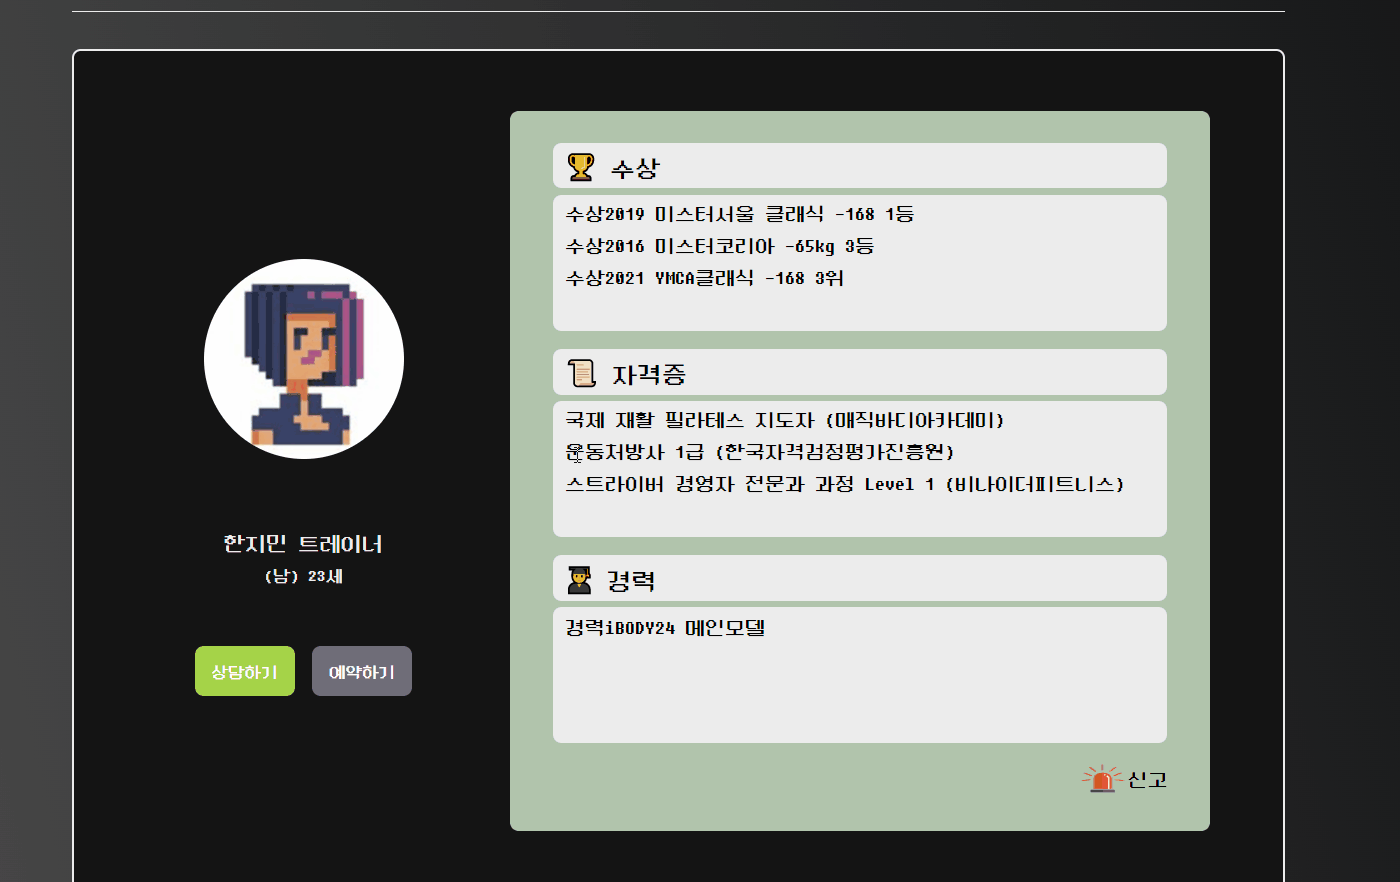 한지민 트레이너
(남) 23세
상담하기 예약하기
수상
수상2019 미스터서울 클래식 -168 1등
수상2016 미스터코리아 -65kg 3등
수상2021 YMCA클래식 -168 3위
자격증
국제 재활 필라테스 지도자 (매직바디아카데미)
운동처방사 1급 (한국자격검정평가진흥원)
스트라이버 경영자 전문과 과정 Level 1 (비나이더피트니스)
경력
경력iBODY24 메인모델
신고